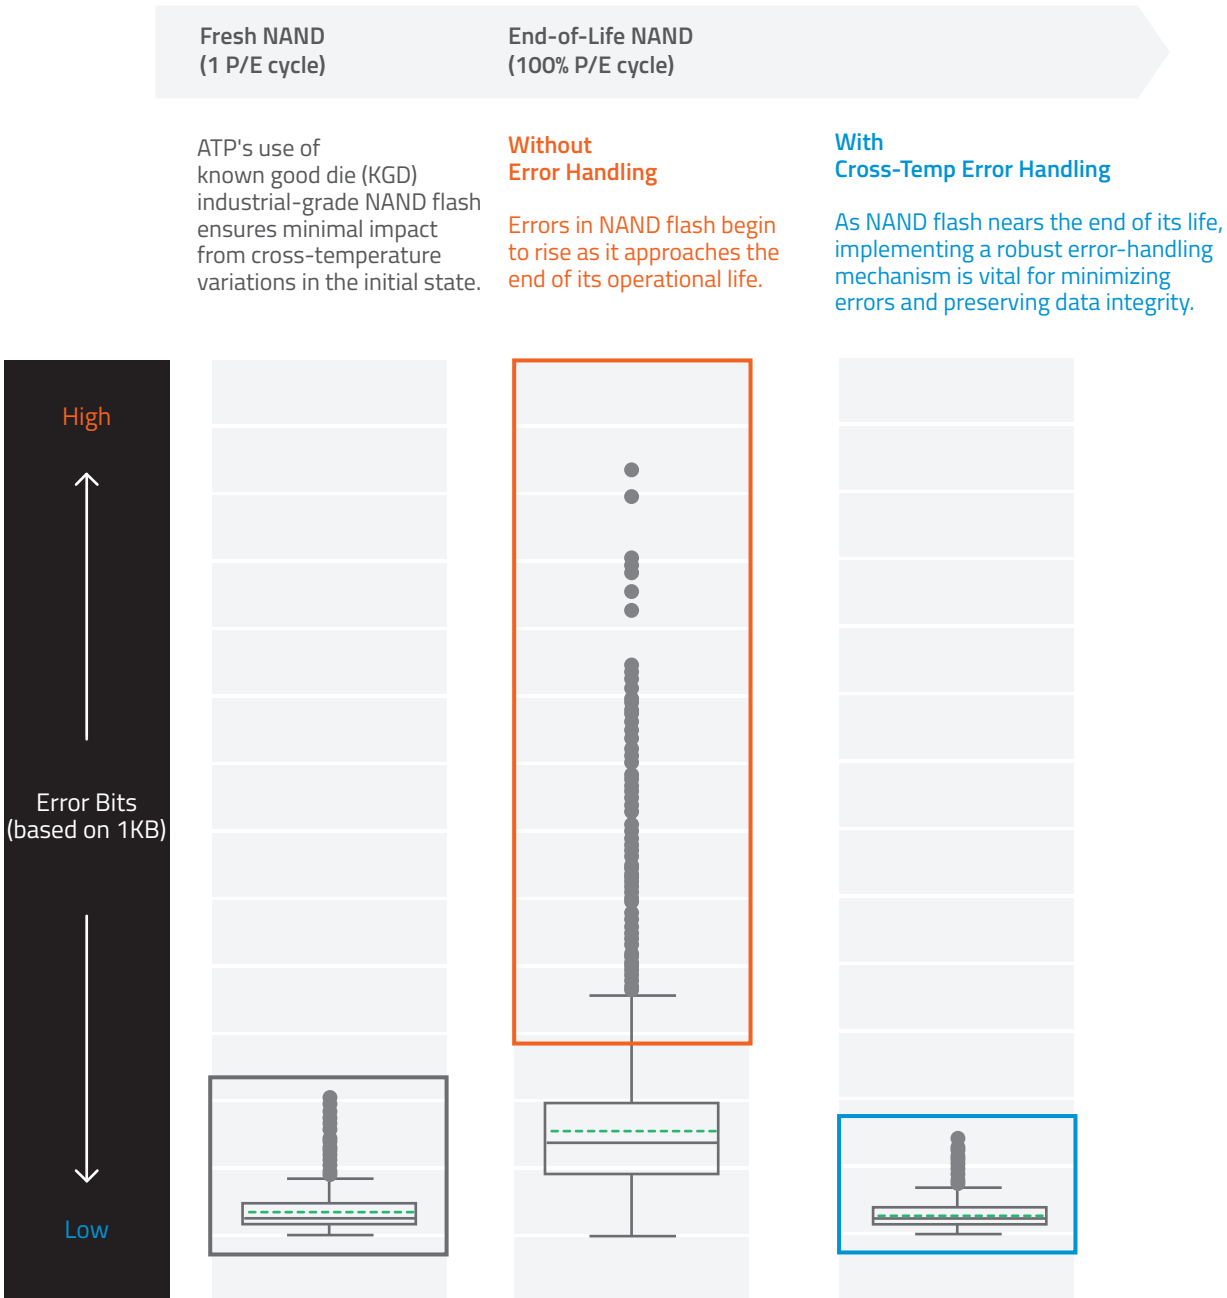 Fresh NAND
(1 P/E cycle)
End-of-Life NAND
(100% P/E cycle)
ATP's use of
known good die (KGD)
industrial-grade NAND flash
ensures minimal impact
from cross-temperature
variations in the initial state.
Without
Error Handling
Errors in NAND flash begin
to rise as it approaches the
end of its operational life.
With
Cross-Temp Error Handling
As NAND flash nears the end of its life,
implementing a robust error-handling
mechanism is vital for minimizing
errors and preserving data integrity.
High
Error Bits
(based on 1KB)
Low